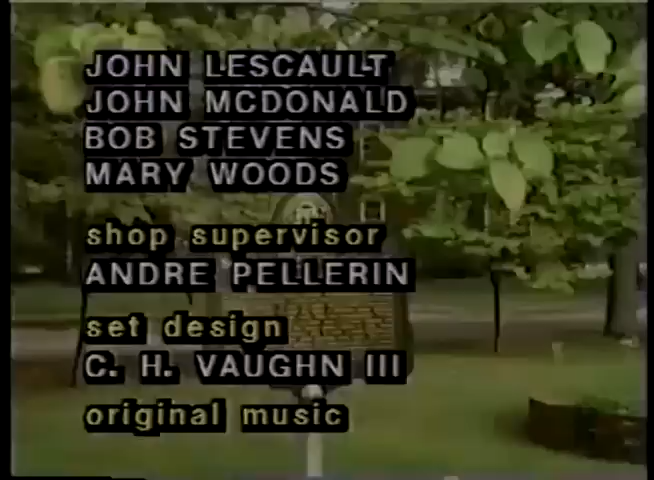 JOHN LESCAULT
JOHN MCDONALD
BOB STEVENS
MARY WOODS
shop supervisor
ANDRE PELLERIN
set design
C. H. VAUGHN III
original music